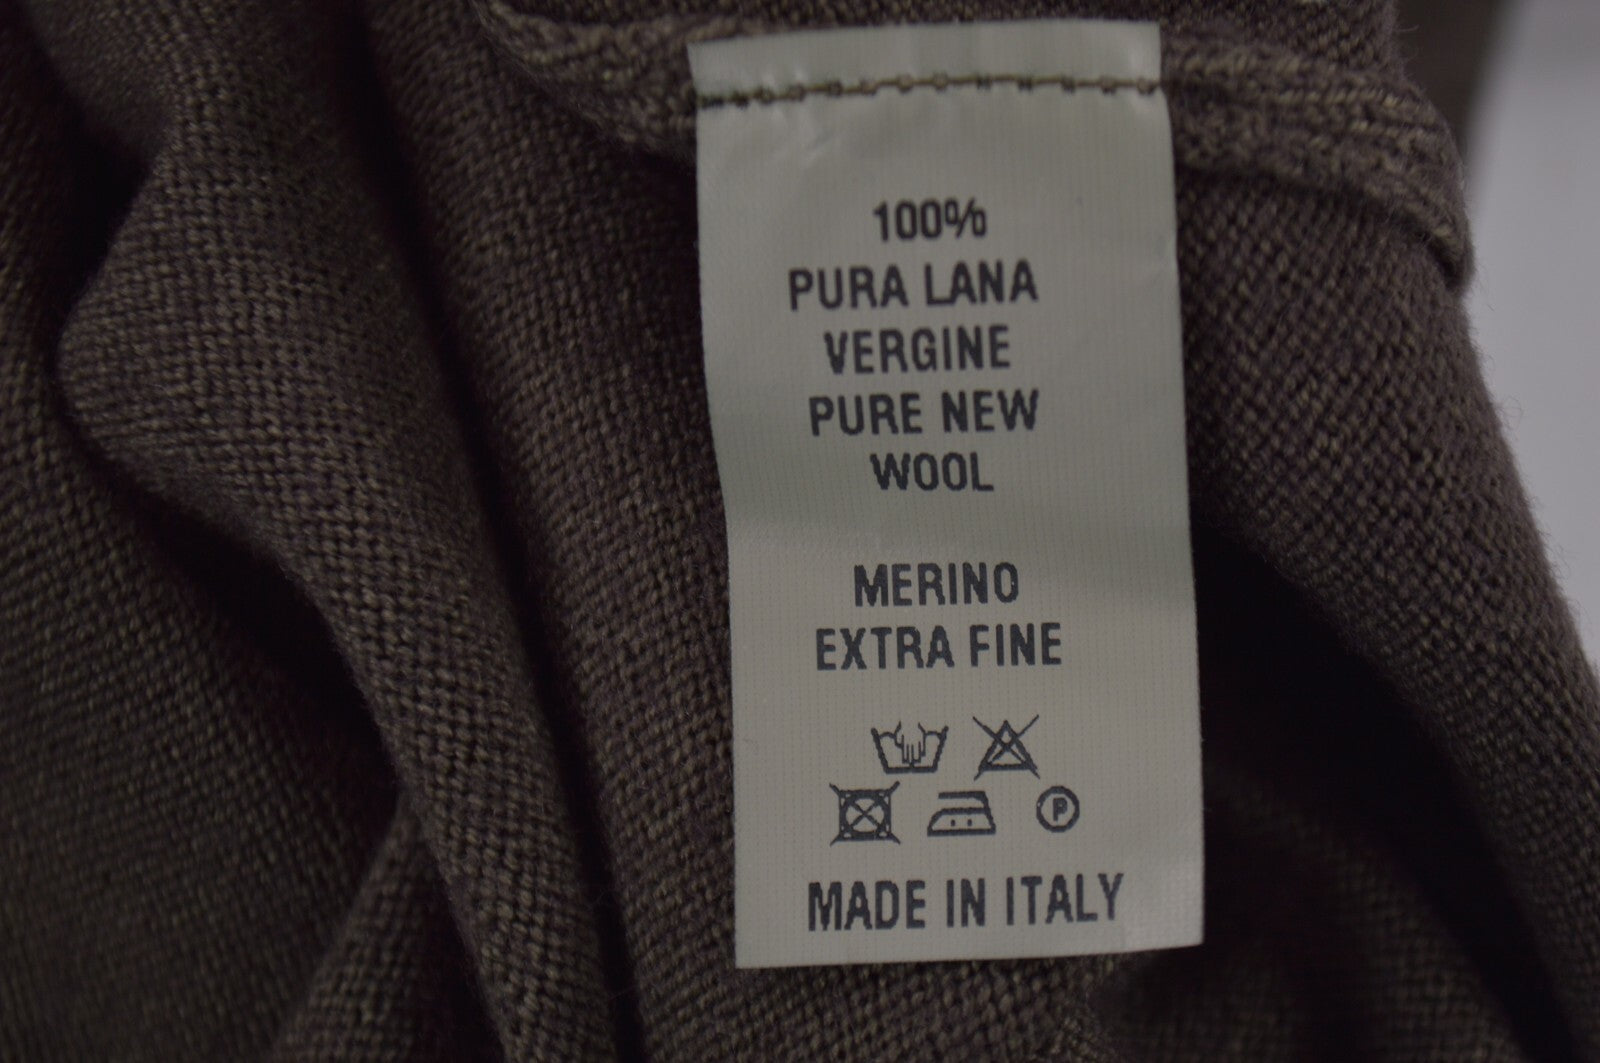 100%
PURA LANA
VERGINE
PURE NEW
WOOL
MERINO
EXTRA FINE
P
MADE IN ITALY